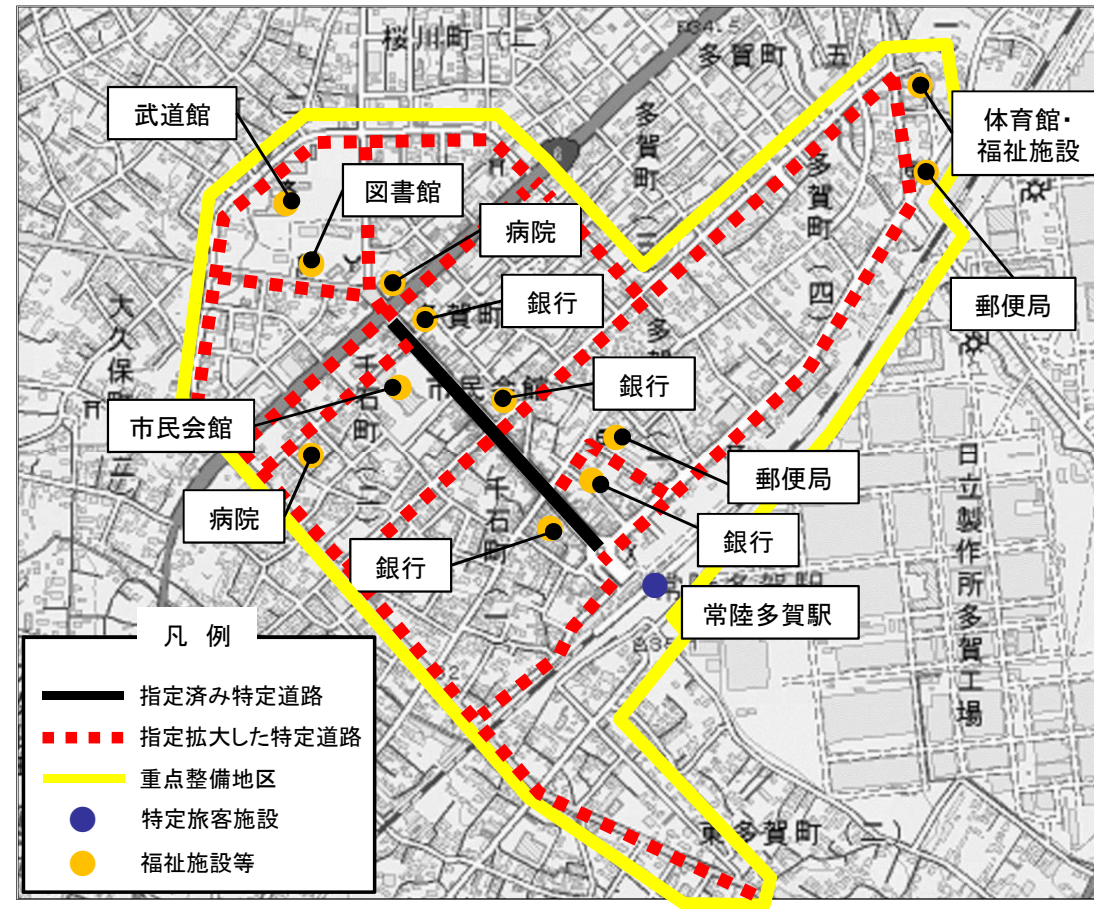 桜川町(二)
多賀町(五)
武道館
体育館・
福祉施設
図書館
多賀町(三)
多賀町(四)
病院
銀行
郵便局
賀町
市民会館
銀行
市民会館
千石町(二)
郵便局
病院
千石町(一)
銀行
銀行
日立製作所多賀工場
常陸多賀駅
東多賀町(二)
凡 例
指定済み特定道路
指定拡大した特定道路
重点整備地区
特定旅客施設
福祉施設等